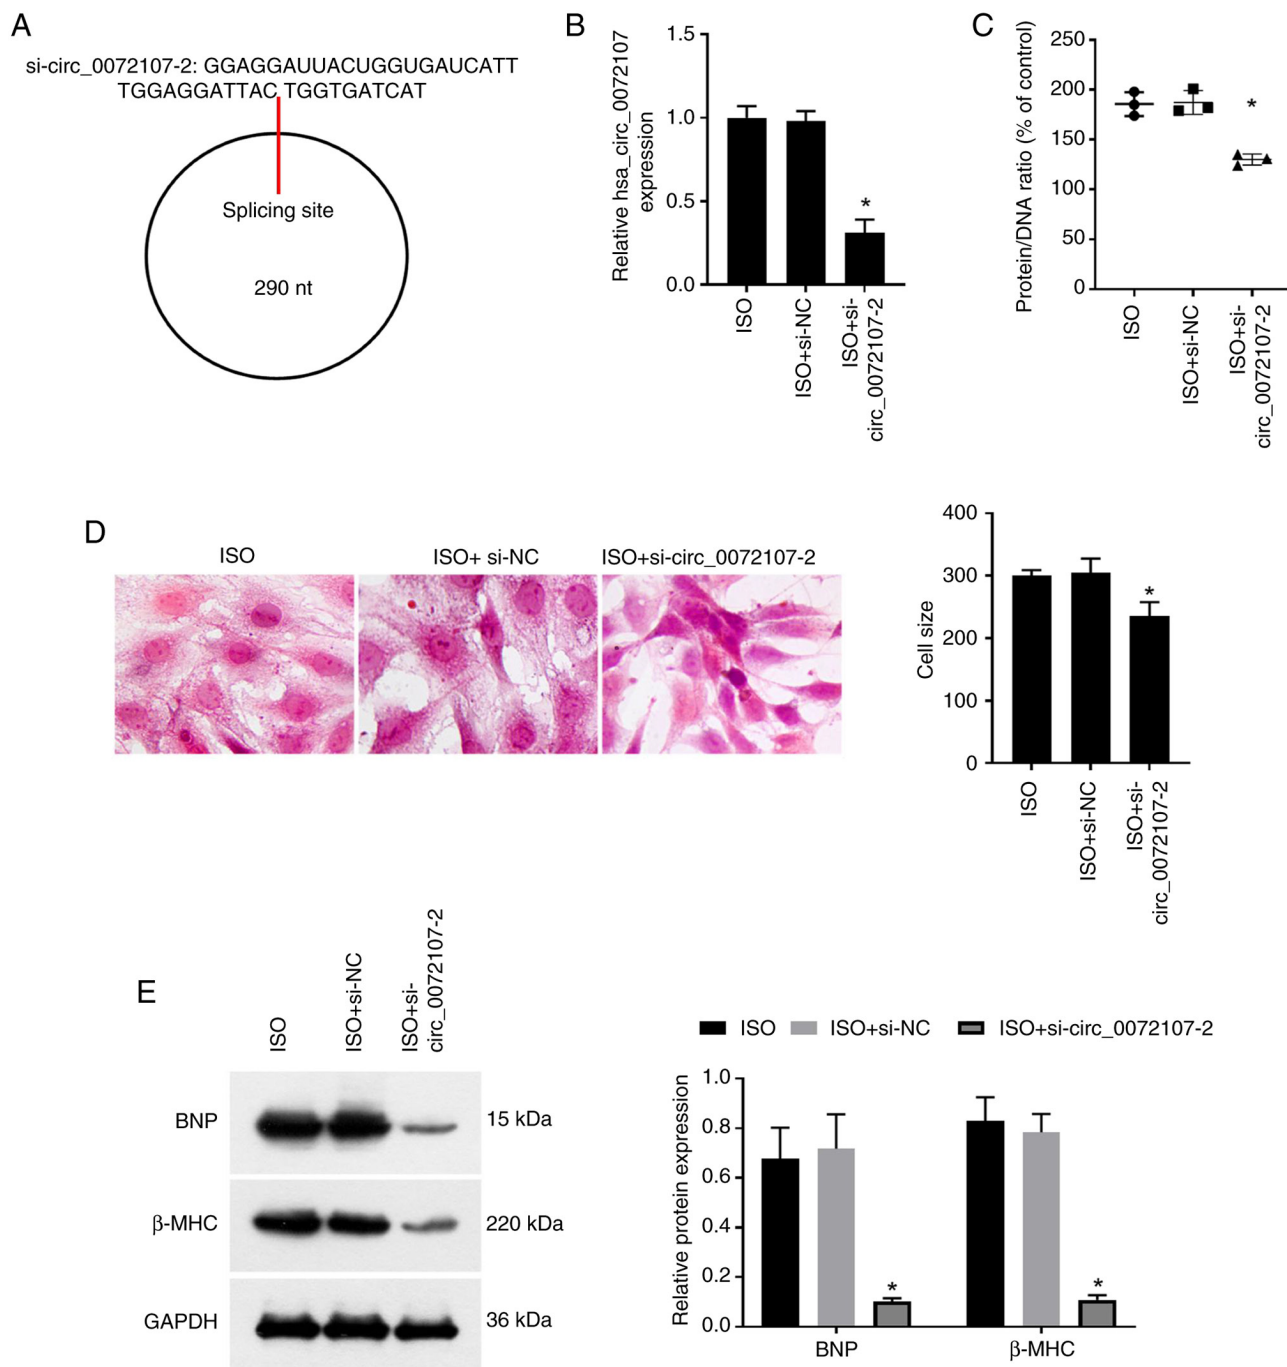 A
si-circ_0072107-2: GGAGGAUUACUGGUGAUCATT
TGGAGGATTAC TGGTGATCAT
Splicing site
290 nt
B
Relative hsa_circ_0072107
expression
1.5
1.0
0.5
0.0
ISO
ISO+si-NC
ISO+si-
circ_0072107-2
*
C
Protein/DNA ratio (% of control)
250
200
150
100
50
0
ISO
ISO+si-NC
ISO+si-
circ_0072107-2
*
D
ISO
ISO+ si-NC
ISO+si-circ_0072107-2
Cell size
400
300
200
100
0
ISO
ISO+si-NC
ISO+si-
circ_0072107-2
*
E
ISO
ISO+si-NC
ISO+si-
circ_0072107-2
BNP
15 kDa
β-MHC
220 kDa
GAPDH
36 kDa
ISO
ISO+si-NC
ISO+si-circ_0072107-2
Relative protein expression
1.0
0.8
0.6
0.4
0.2
0.0
*
*
BNP
β-MHC